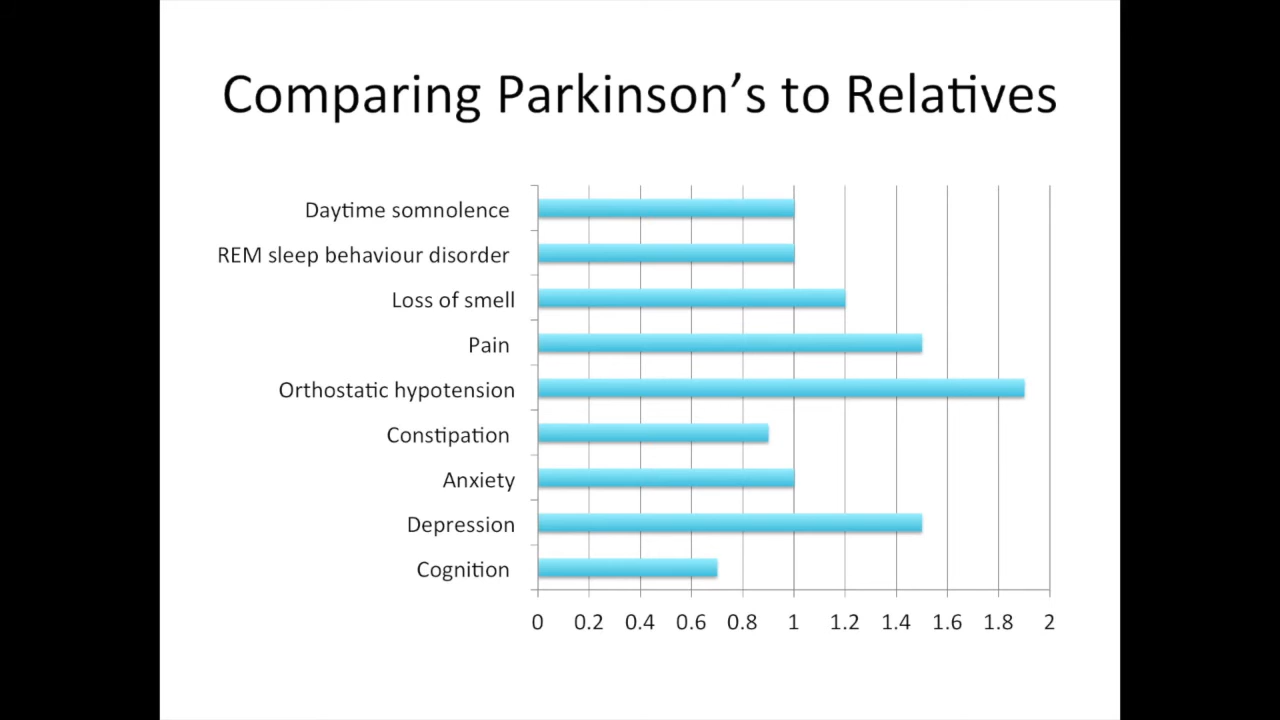 Comparing Parkinson’s to Relatives
Daytime somnolence
REM sleep behaviour disorder
Loss of smell
Pain
Orthostatic hypotension
Constipation
Anxiety
Depression
Cognition
0 0.2 0.4 0.6 0.8 1 1.2 1.4 1.6 1.8 2